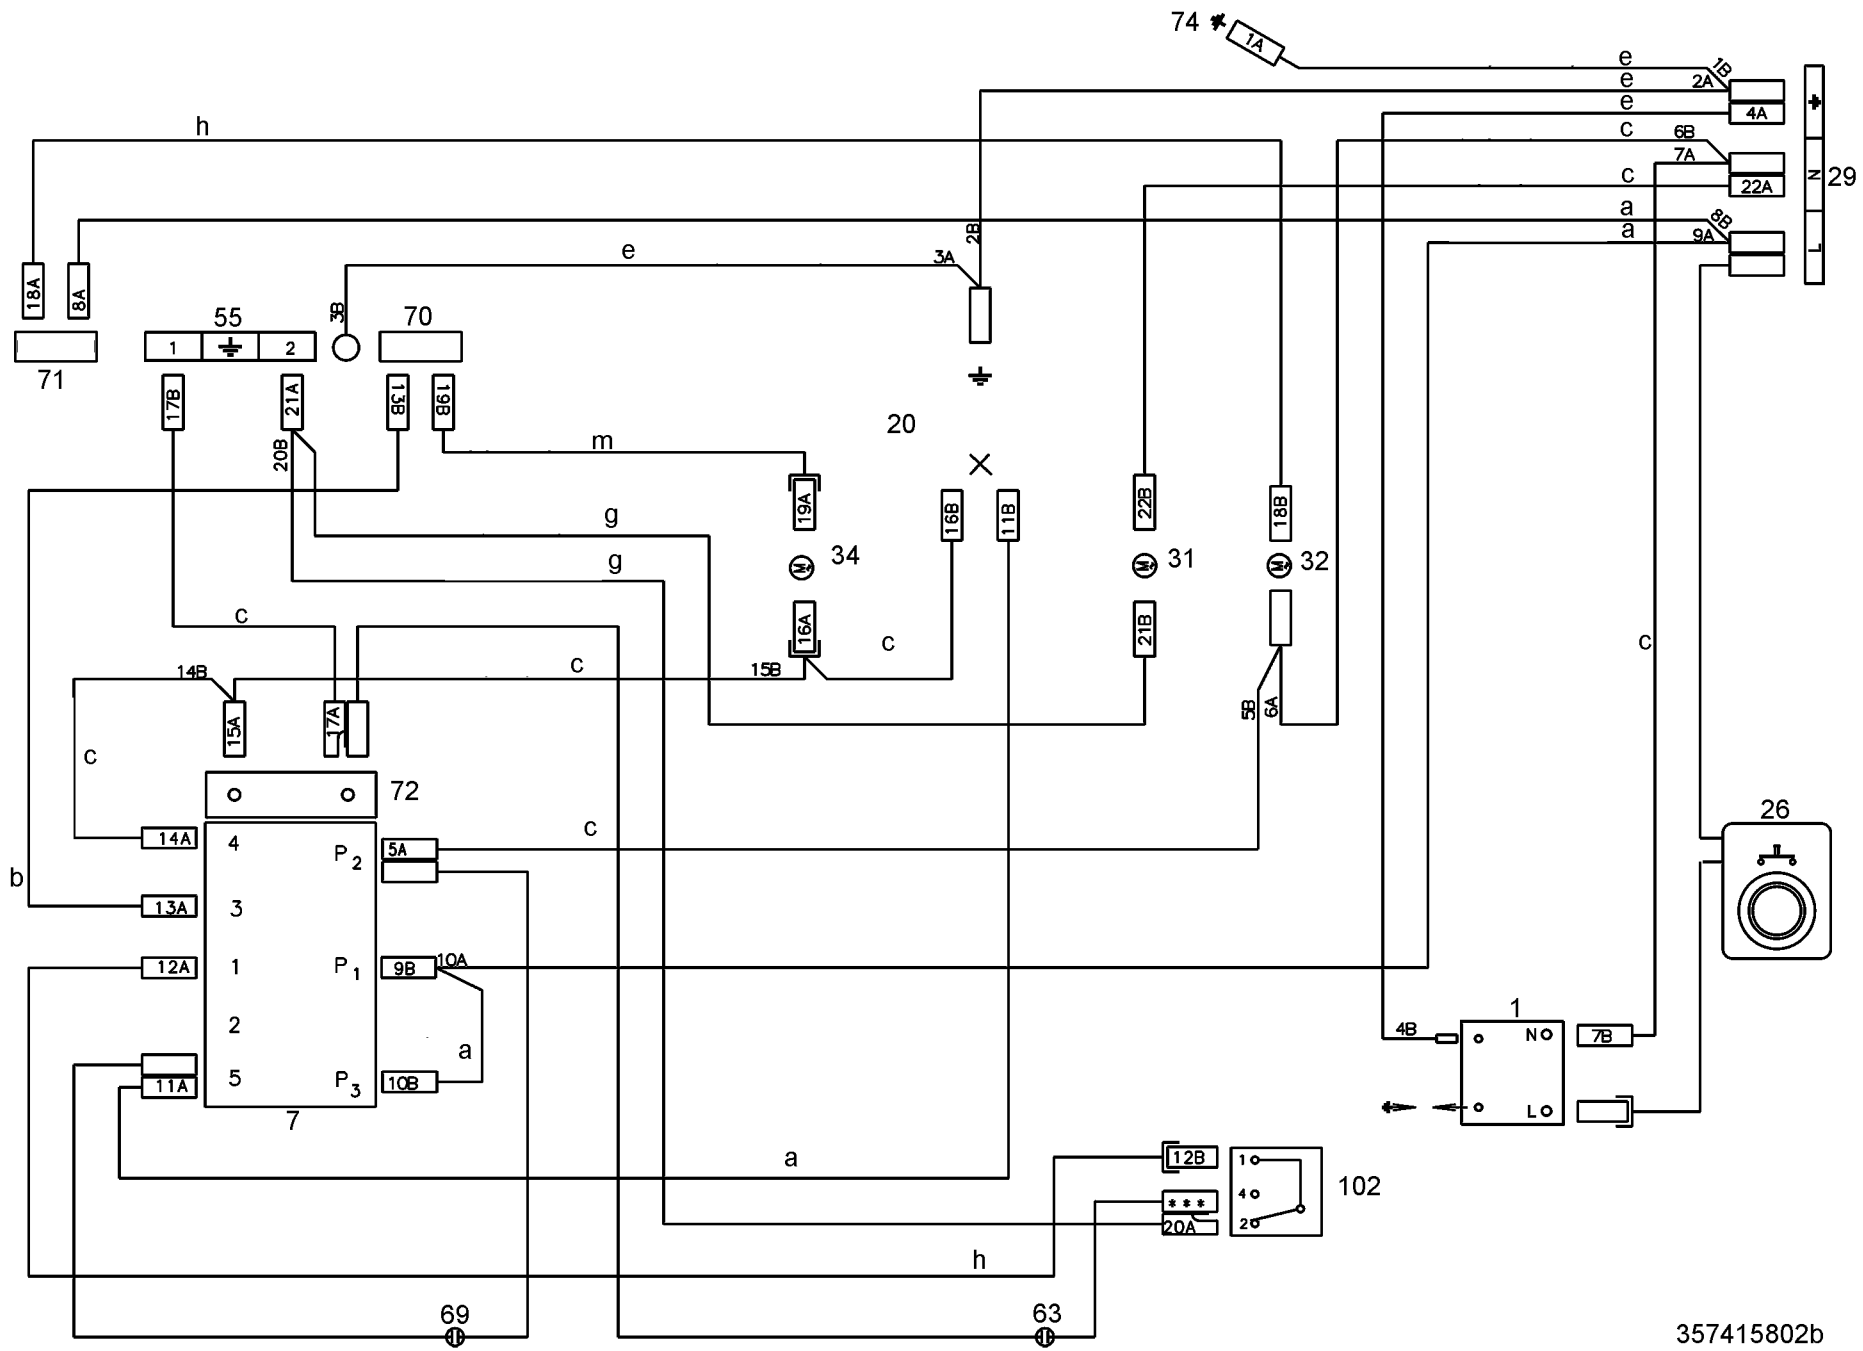 74
1A
e
1B
e
2A
e
4A
h
c
6B
7A
N
29
c
22A
a
8B
a
9A
L
2B
e
3A
18A
8A
3B
55
70
1
2
71
17B
21A
13B
19B
20
20B
m
19A
16B
11B
22B
18B
g
34
31
32
g
16A
21B
c
c
c
c
14B
15B
5B
6A
15A
17A
c
72
26
14A
4
P2
5A
c
b
13A
3
12A
1
P1
9B
10A
2
1
4B
N
7B
a
11A
5
P3
10B
L
7
a
12B
1
102
***
4
20A
2
h
69
63
357415802b